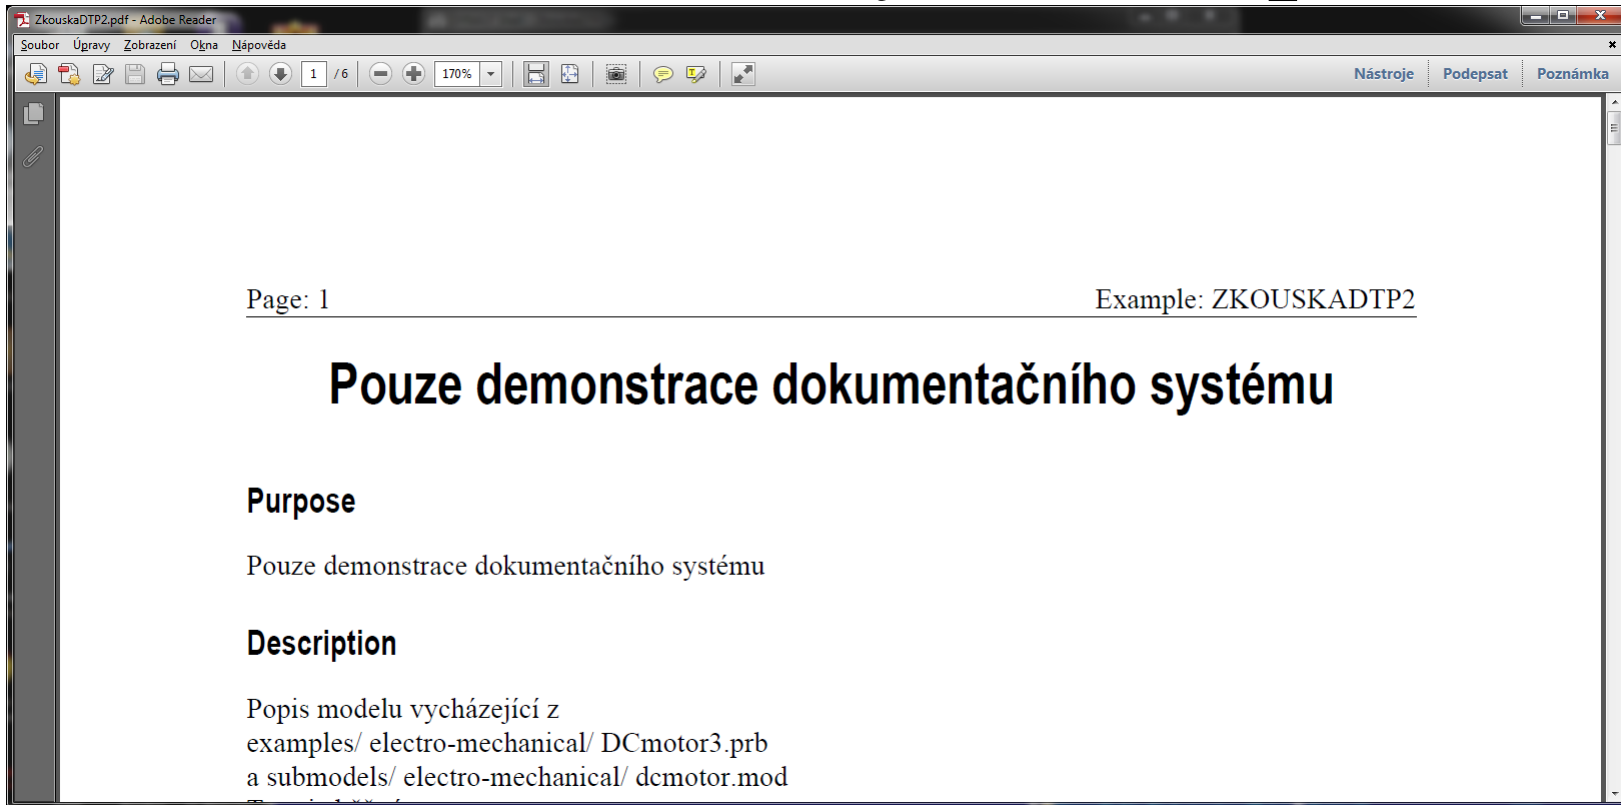 ZkouskaDTP2.pdf - Adobe Reader
Soubor Úpravy Zobrazení Okna Nápověda
1 / 6 170% Nástroje Podepsat Poznámka
Page: 1 Example: ZKOUSKADTP2
Pouze demonstrace dokumentačního systému
Purpose
Pouze demonstrace dokumentačního systému
Description
Popis modelu vycházející z
examples/ electro-mechanical/ DCmotor3.prb
a submodels/ electro-mechanical/ dcmotor.mod